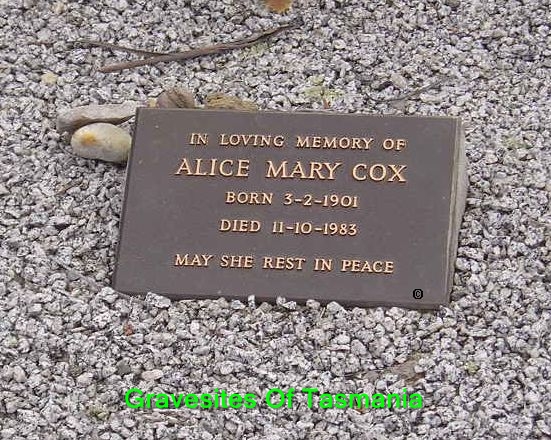 IN LOVING MEMORY OF
ALICE MARY COX
BORN 3-2-1901
DIED 11-10-1983
MAY SHE REST IN PEACE
©
Gravesites Of Tasmania